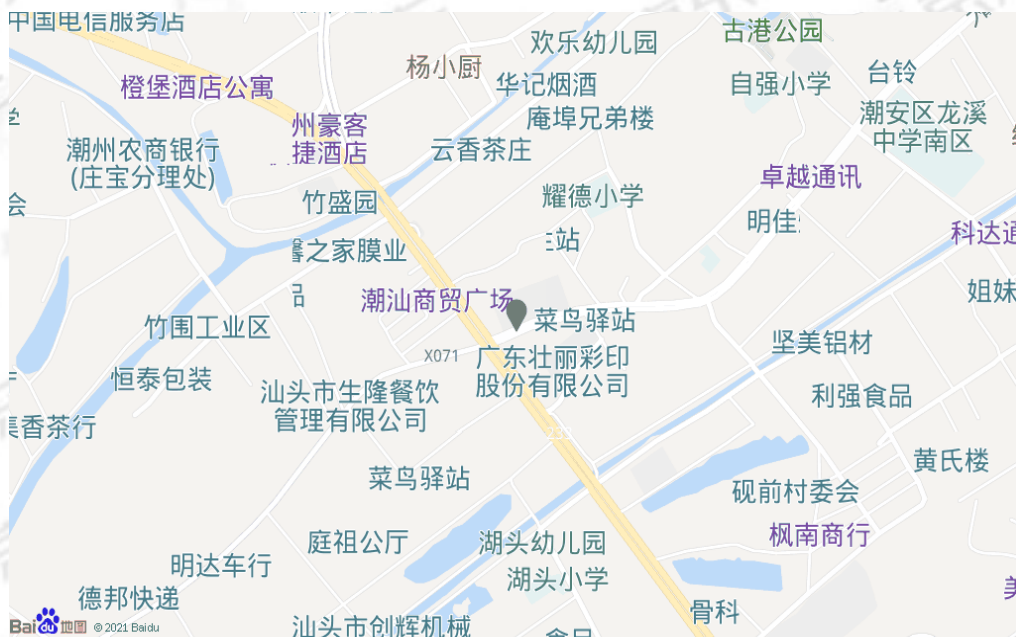 中国电信服务店
古港公园
欢乐幼儿园
杨小厨
台铃
橙堡酒店公寓
华记烟酒
自强小学
州豪客
捷酒店
庵埠兄弟楼
潮安区龙溪
中学南区
潮州农商银行
(庄宝分理处)
云香茶庄
卓越通讯
竹盛园
耀德小学
会
明佳
科达通
馨之家膜业
站
品
潮汕商贸广场
姐妹
竹围工业区
菜鸟驿站
坚美铝材
X071
广东壮丽彩印
股份有限公司
恒泰包装
汕头市生隆餐饮
管理有限公司
利强食品
集香茶行
黄氏楼
菜鸟驿站
砚前村委会
枫南商行
庭祖公厅
湖头幼儿园
明达车行
湖头小学
德邦快递
骨科
汕头市创辉机械
Bai du 地图 © 2021 Baidu